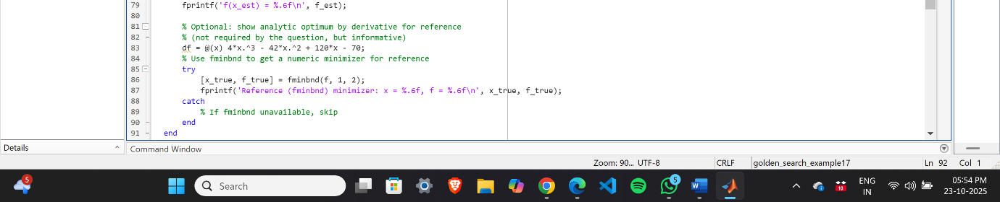 79 fprintf('f(x_est) = %.6f\n', f_est);
80
81 % Optional: show analytic optimum by derivative for reference
82 % (not required by the question, but informative)
83 df = @(x) 4*x.^3 - 42*x.^2 + 120*x - 70;
84 % Use fminbnd to get a numeric minimizer for reference
85 try
86 [x_true, f_true] = fminbnd(f, 1, 2);
87 fprintf('Reference (fminbnd) minimizer: x = %.6f, f = %.6f\n', x_true, f_true);
88 catch
89 % If fminbnd unavailable, skip
90 end
91 end
Details
Command Window
Zoom: 90... UTF-8 CRLF golden_search_example17 Ln 92 Col 1
5 Search 5 10 ENG IN 05:54 PM
23-10-2025